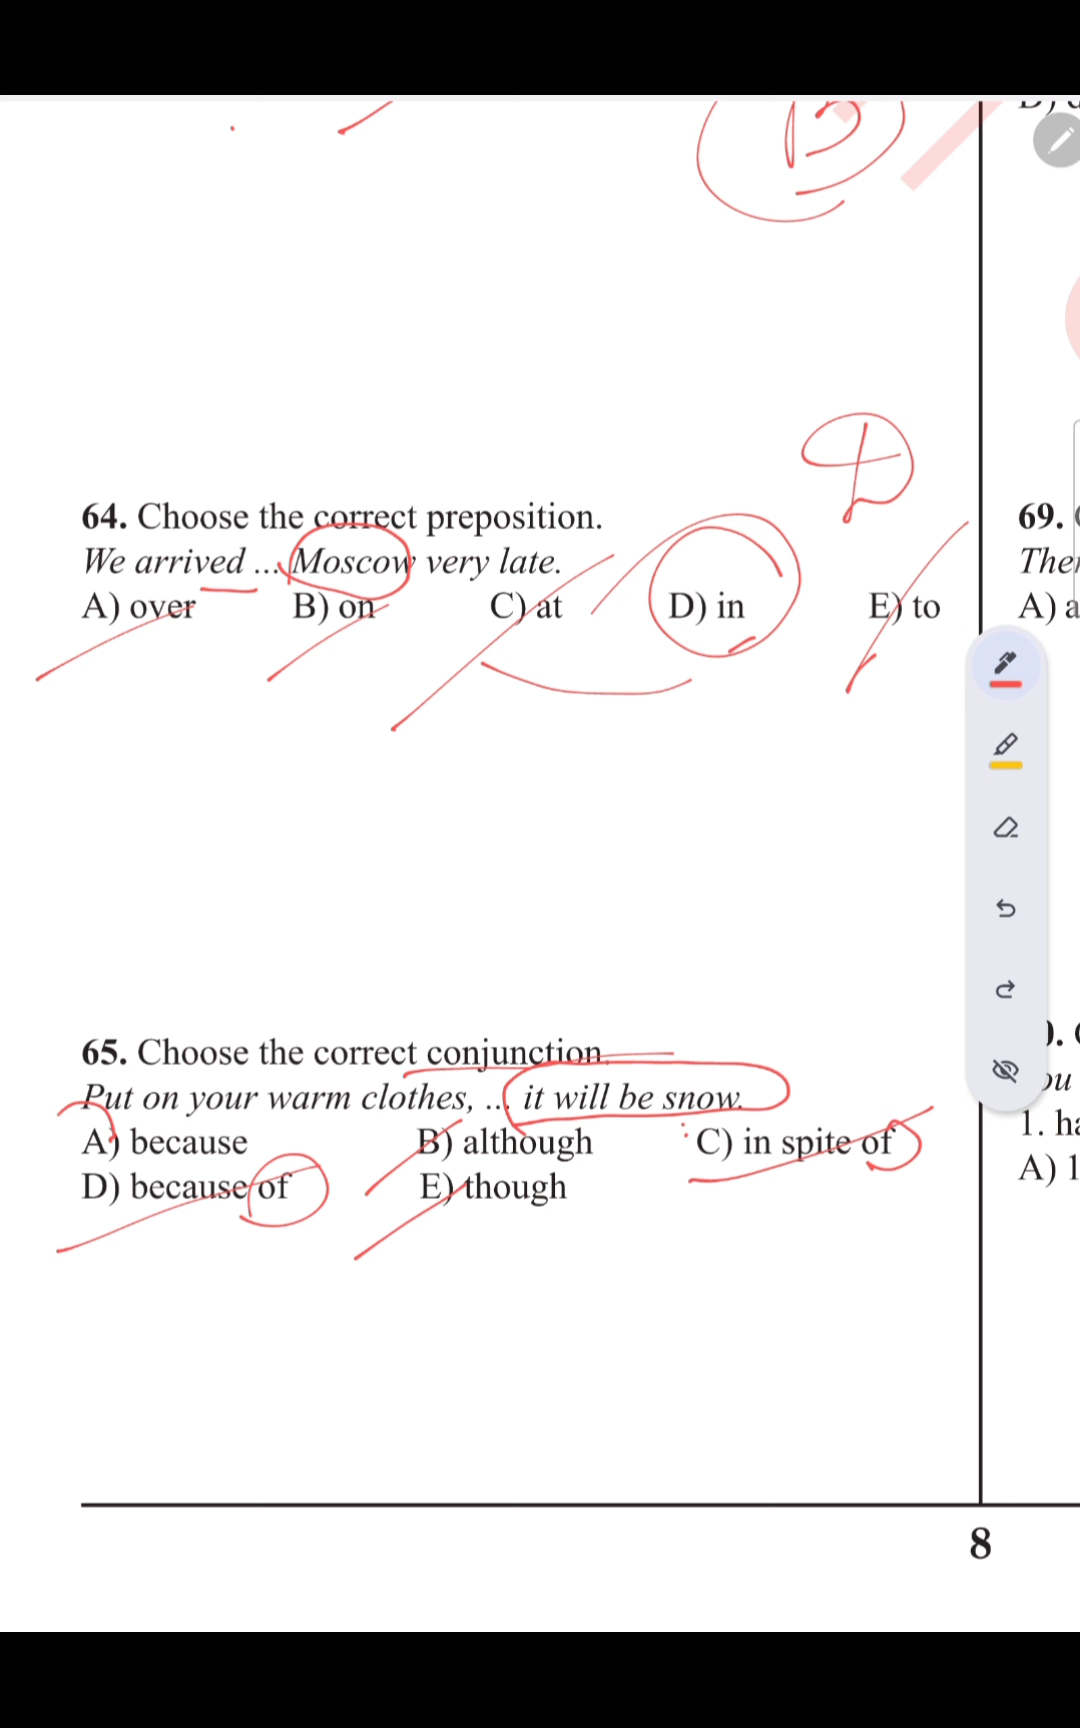 B
D
64. Choose the correct preposition.
We arrived ... Moscow very late.
A) over B) on C) at D) in E) to
65. Choose the correct conjunction.
Put on your warm clothes, ... it will be snow.
A) because B) although C) in spite of
D) because of E) though
69.
A) a
1. ha
A) 1
8